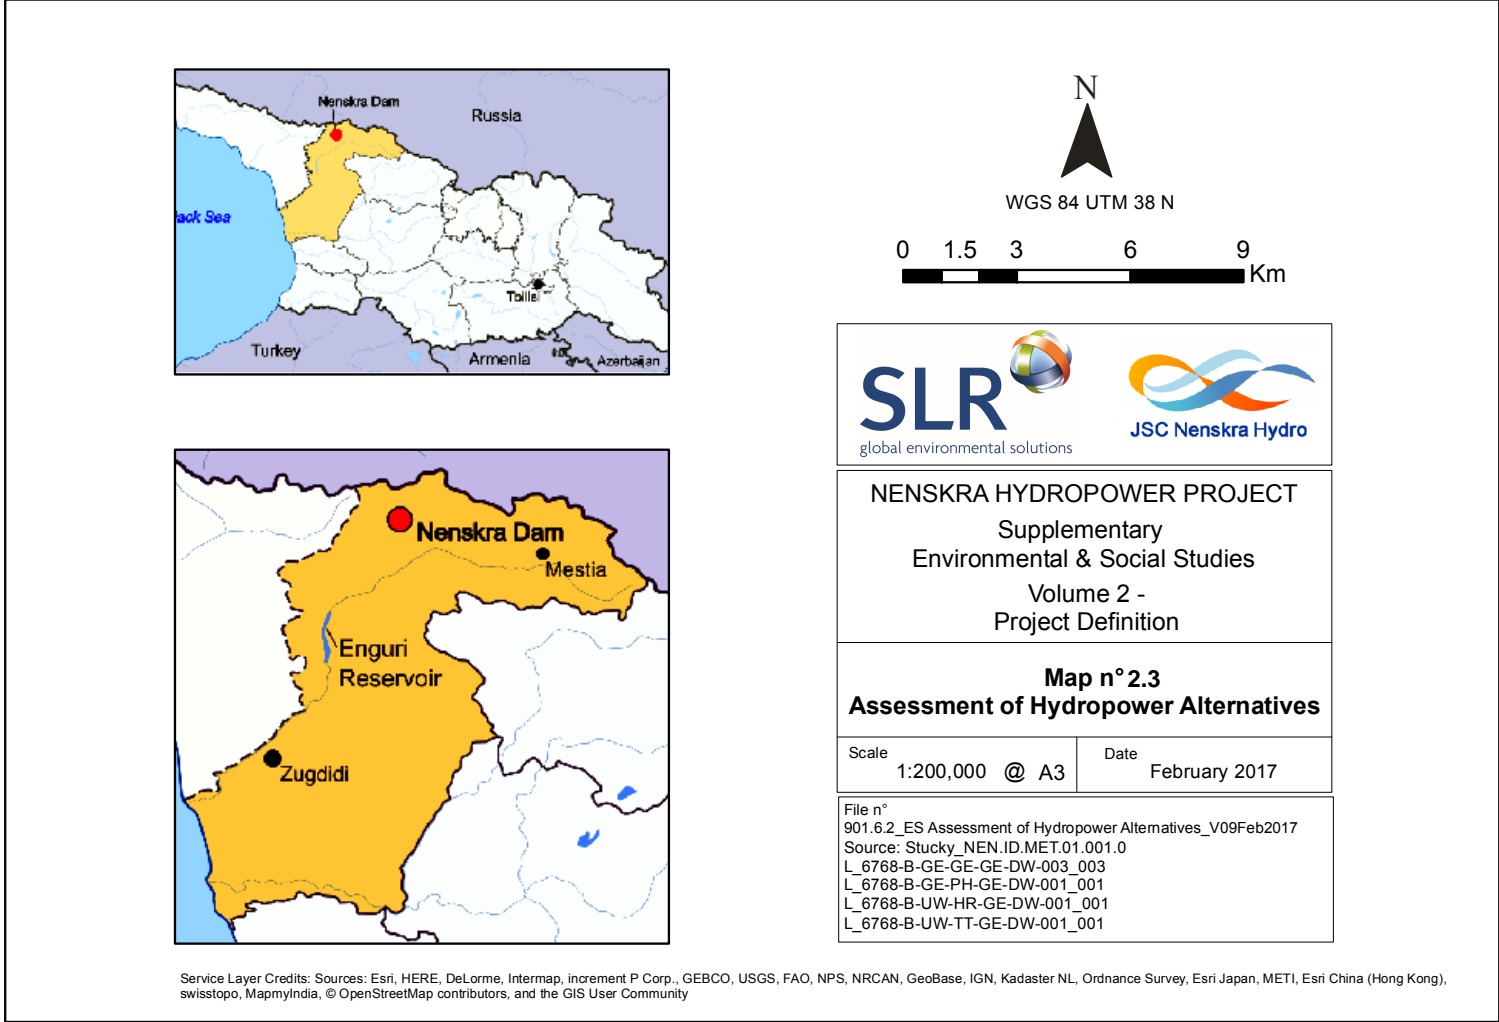 Nenskra Dam
Russia
ack Sea
Tbilisi
Turkey
Armenia
Azerbaijan
Nenskra Dam
Mestia
Enguri
Reservoir
Zugdidi
N
WGS 84 UTM 38 N
0 1.5 3 6 9
Km
SLR
global environmental solutions
JSC Nenskra Hydro
NENSKRA HYDROPOWER PROJECT
Supplementary
Environmental & Social Studies
Volume 2 -
Project Definition
Map n° 2.3
Assessment of Hydropower Alternatives
Scale
1:200,000 @ A3
Date
February 2017
File n°
901.6.2_ES Assessment of Hydropower Alternatives_V09Feb2017
Source: Stucky_NEN.ID.MET.01.001.0
L_6768-B-GE-GE-GE-DW-003_003
L_6768-B-GE-PH-GE-DW-001_001
L_6768-B-UW-HR-GE-DW-001_001
L_6768-B-UW-TT-GE-DW-001_001
Service Layer Credits: Sources: Esri, HERE, DeLorme, Intermap, increment P Corp., GEBCO, USGS, FAO, NPS, NRCAN, GeoBase, IGN, Kadaster NL, Ordnance Survey, Esri Japan, METI, Esri China (Hong Kong),
swisstopo, MapmyIndia, © OpenStreetMap contributors, and the GIS User Community